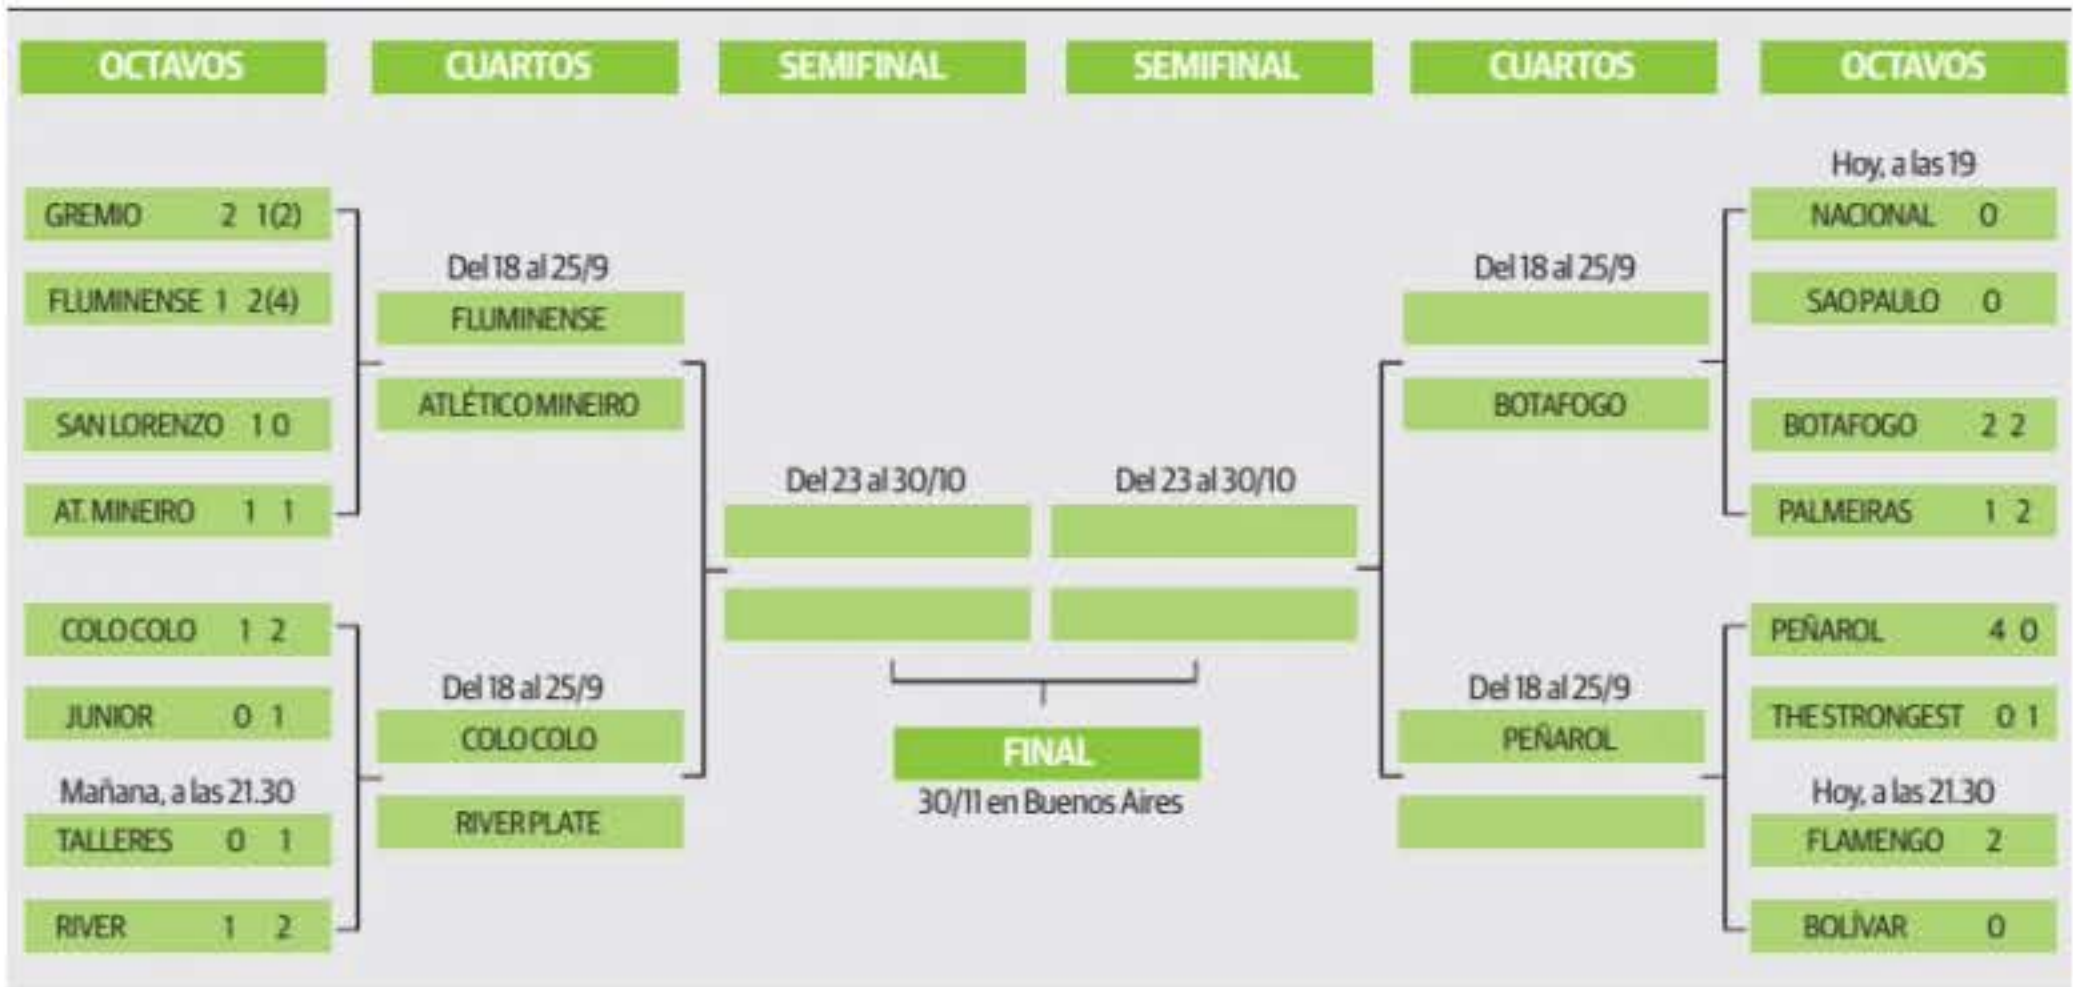 OCTAVOS
CUARTOS
SEMIFINAL
SEMIFINAL
CUARTOS
OCTAVOS
GREMIO 2 1(2)
FLUMINENSE 1 2(4)
SAN LORENZO 1 0
AT. MINEIRO 1 1
COLO COLO 1 2
JUNIOR 0 1
Mañana, a las 21.30
TALLERES 0 1
RIVER 1 2
Del 18 al 25/9
FLUMINENSE
ATLÉTICO MINEIRO
Del 18 al 25/9
COLO COLO
RIVER PLATE
Del 23 al 30/10
Del 23 al 30/10
FINAL
30/11 en Buenos Aires
Del 18 al 25/9
BOTAFOGO
Del 18 al 25/9
PEÑAROL
Hoy, a las 19
NACIONAL 0
SAO PAULO 0
BOTAFOGO 2 2
PALMEIRAS 1 2
PEÑAROL 4 0
THE STRONGEST 0 1
Hoy, a las 21.30
FLAMENGO 2
BOLÍVAR 0